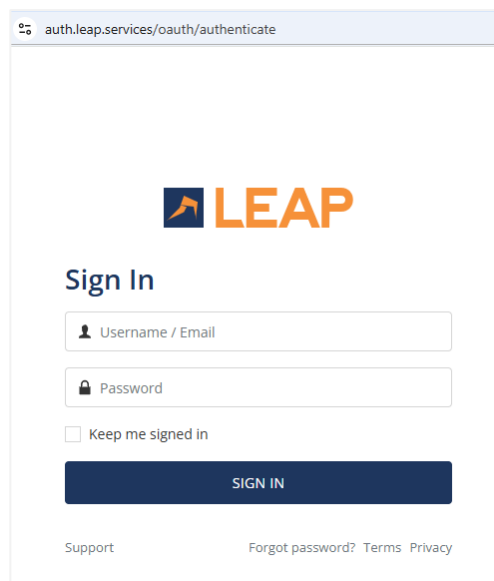 auth.leap.services/oauth/authenticate
LEAP
Sign In
Username / Email
Password
Keep me signed in
SIGN IN
Support Forgot password? Terms Privacy